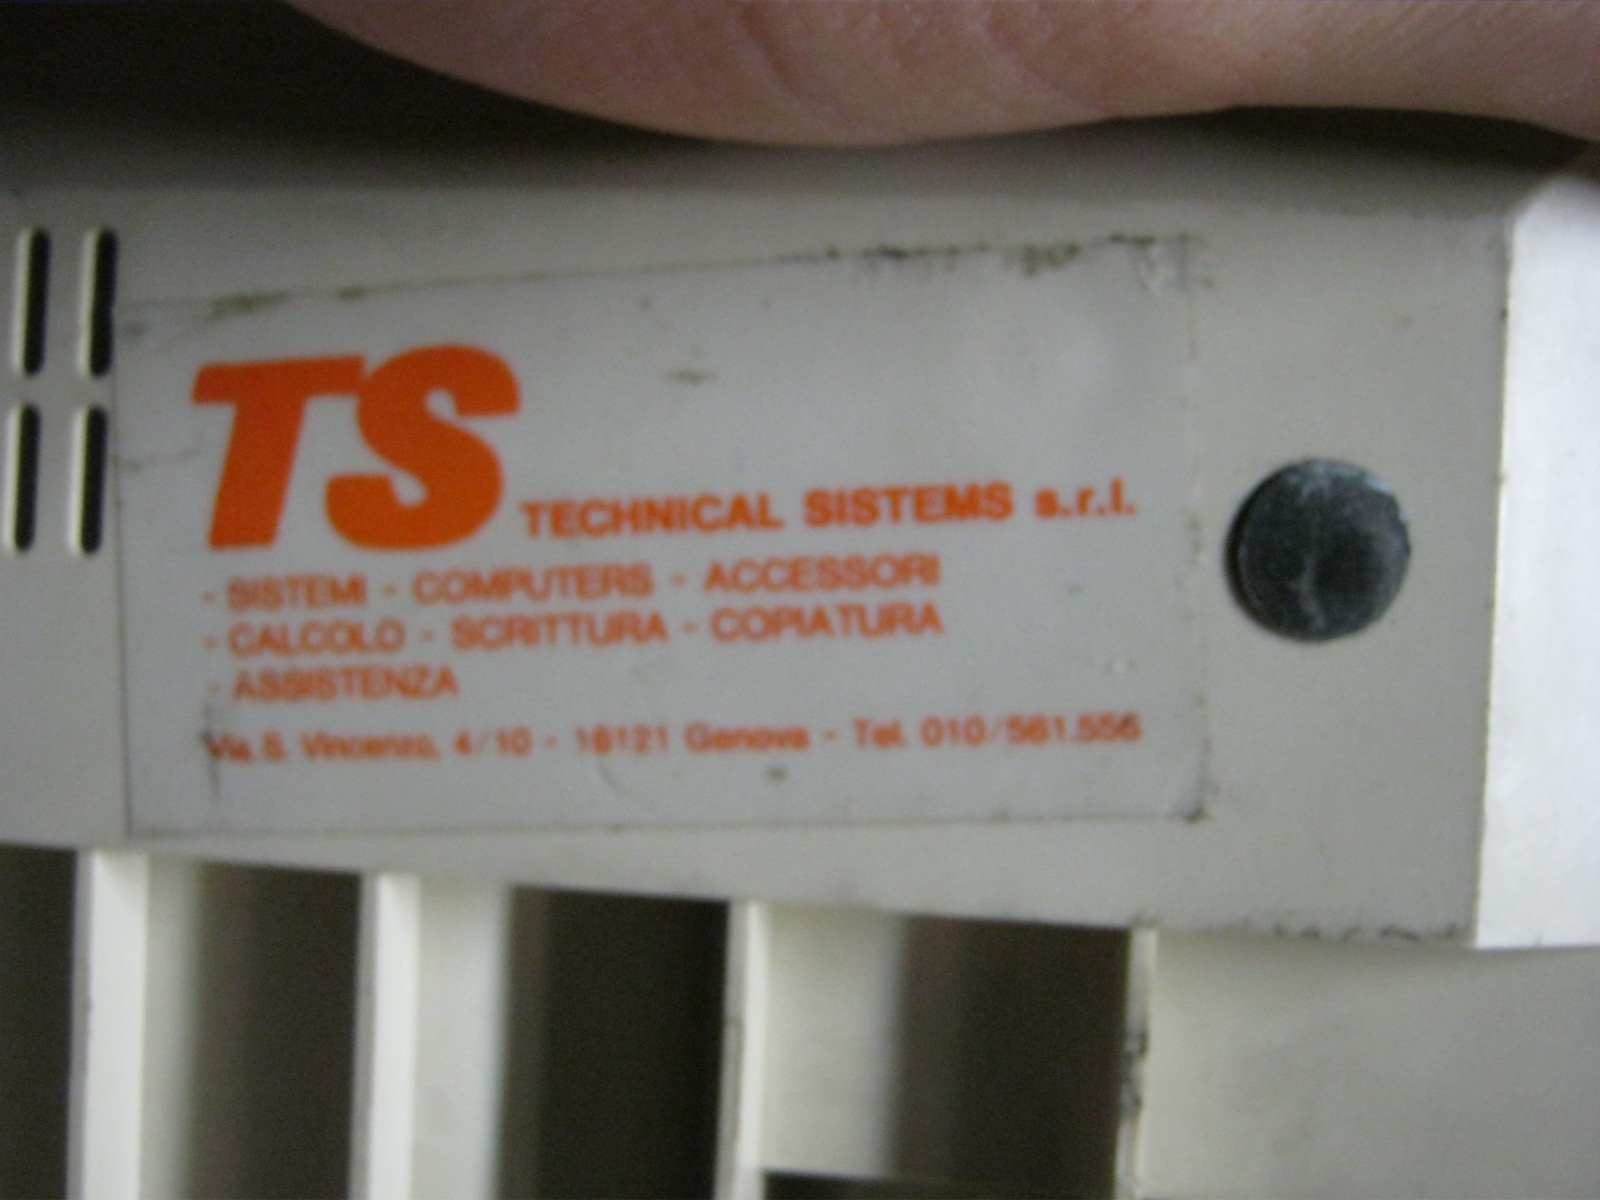 TS TECHNICAL SISTEMS s.r.l.
- SISTEMI - COMPUTERS - ACCESSORI
- CALCOLO - SCRITTURA - COPIATURA
- ASSISTENZA
Via S. Vincenzo, 4/10 - 16121 Genova - Tel. 010/561.556